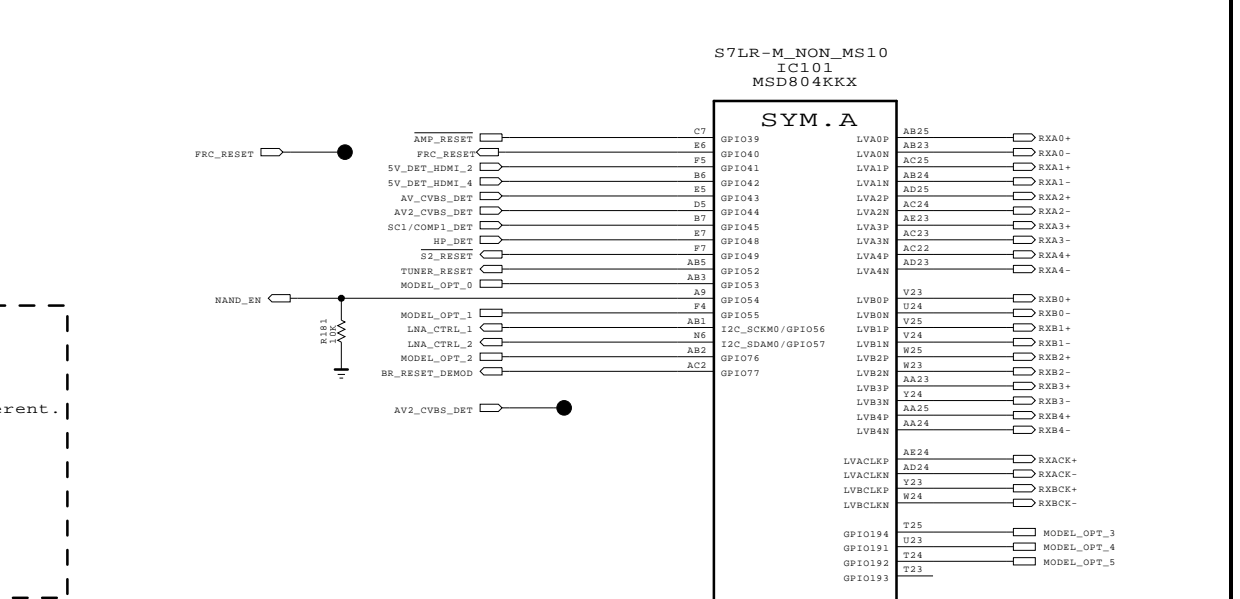 S7LR-M_NON_MS10
IC101
MSD804KKX
SYM.A
FRC_RESET
AMP_RESET C7 GPIO39
FRC_RESET E6 GPIO40
5V_DET_HDMI_2 F5 GPIO41
5V_DET_HDMI_4 B6 GPIO42
AV_CVBS_DET E5 GPIO43
AV2_CVBS_DET D5 GPIO44
SC1/COMP1_DET B7 GPIO45
HP_DET E7 GPIO48
S2_RESET F7 GPIO49
TUNER_RESET AB5 GPIO52
MODEL_OPT_0 AB3 GPIO53
NAND_EN A9 GPIO54
MODEL_OPT_1 F4 GPIO55
LNA_CTRL_1 AB1 I2C_SCKM0/GPIO56
LNA_CTRL_2 N6 I2C_SDAM0/GPIO57
MODEL_OPT_2 AB2 GPIO76
BR_RESET_DEMOD AC2 GPIO77
R181
10K
AV2_CVBS_DET
erent.
LVA0P AB25 RXA0+
LVA0N AB23 RXA0-
LVA1P AC25 RXA1+
LVA1N AB24 RXA1-
LVA2P AD25 RXA2+
LVA2N AC24 RXA2-
LVA3P AE23 RXA3+
LVA3N AC23 RXA3-
LVA4P AC22 RXA4+
LVA4N AD23 RXA4-
LVB0P V23 RXB0+
LVB0N U24 RXB0-
LVB1P V25 RXB1+
LVB1N V24 RXB1-
LVB2P W25 RXB2+
LVB2N W23 RXB2-
LVB3P AA23 RXB3+
LVB3N Y24 RXB3-
LVB4P AA25 RXB4+
LVB4N AA24 RXB4-
LVACLKP AE24 RXACK+
LVACLKN AD24 RXACK-
LVBCLKP Y23 RXBCK+
LVBCLKN W24 RXBCK-
GPIO194 T25 MODEL_OPT_3
GPIO191 U23 MODEL_OPT_4
GPIO192 T24 MODEL_OPT_5
GPIO193 T23